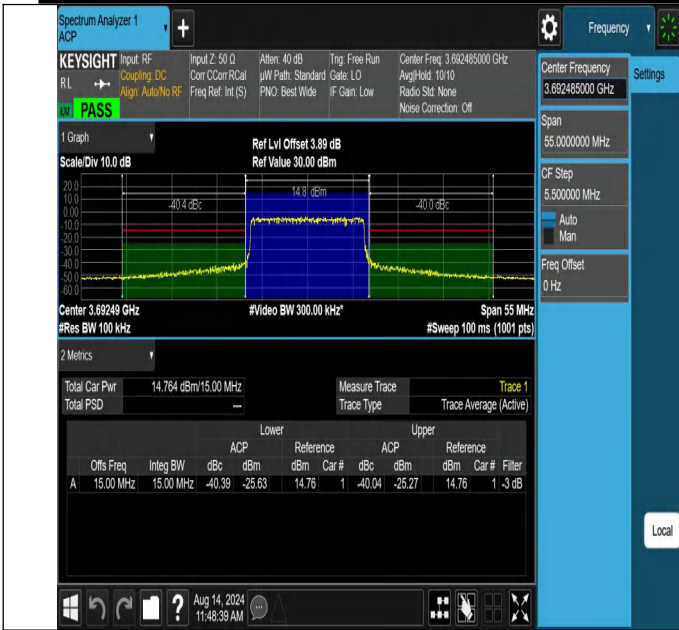 Spectrum Analyzer 1
ACP
+
Frequency
KEYSIGHT Input: RF Input Z: 50 Ω Atten: 40 dB Trig: Free Run Center Freq: 3.692485000 GHz
RL Coupling: DC Corr CCorr RCal µW Path: Standard Gate: LO Avg|Hold: 10/10
Align: Auto/No RF Freq Ref: Int (S) PNO: Best Wide IF Gain: Low Radio Std: None
Noise Correction: Off
PASS
Center Frequency
3.692485000 GHz
Settings
Span
55.0000000 MHz
CF Step
5.500000 MHz
Auto
Man
Freq Offset
0 Hz
1 Graph
Ref Lvl Offset 3.89 dB
Scale/Div 10.0 dB Ref Value 30.00 dBm
20.0
10.0
0.00
-10.0
-20.0
-30.0
-40.0
-50.0
-60.0
-40.4 dBc 14.8 dBm -40.0 dBc
Center 3.69249 GHz #Video BW 300.00 kHz* Span 55 MHz
#Res BW 100 kHz #Sweep 100 ms (1001 pts)
2 Metrics
Total Car Pwr 14.764 dBm/15.00 MHz Measure Trace Trace 1
Total PSD --- Trace Type Trace Average (Active)
Lower Upper
ACP Reference ACP Reference
Offs Freq Integ BW dBc dBm dBm Car # dBc dBm dBm Car # Filter
A 15.00 MHz 15.00 MHz -40.39 -25.63 14.76 1 -40.04 -25.27 14.76 1 -3 dB
Local
? Aug 14, 2024
11:48:39 AM